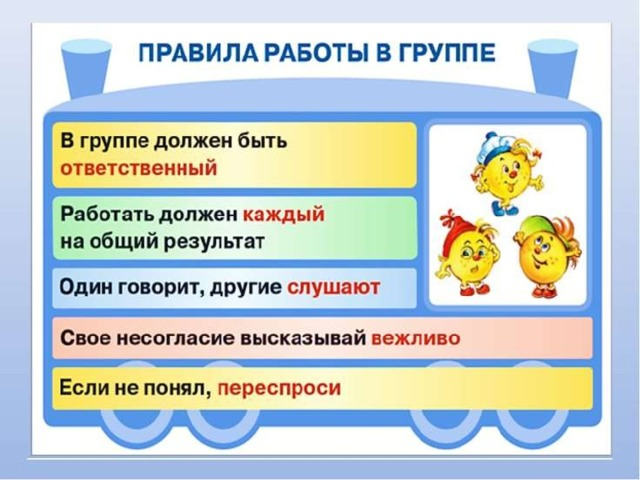 ПРАВИЛА РАБОТЫ В ГРУППЕ
В группе должен быть
ответственный
Работать должен каждый
на общий результат
Один говорит, другие слушают
Свое несогласие высказывай вежливо
Если не понял, переспроси